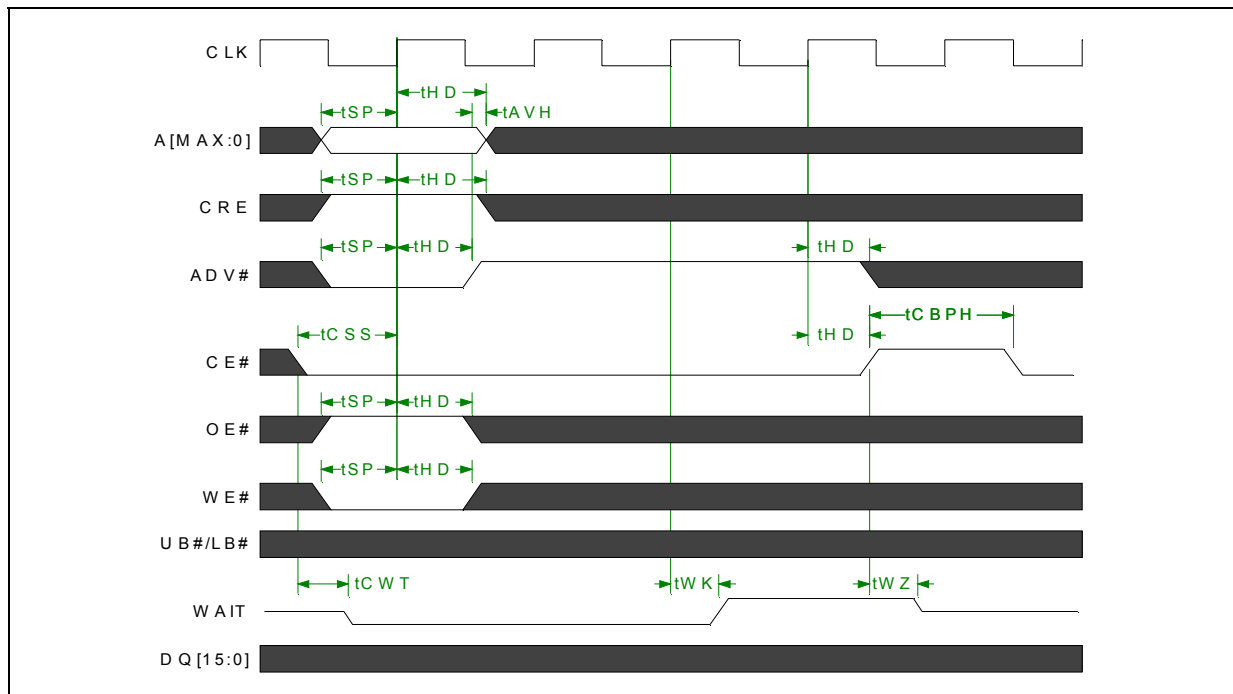 CLK
tHD
tSP
tAVH
A[MAX:0]
tSP
tHD
CRE
tSP
tHD
tHD
ADV#
tCBPH
tCSS
tHD
CE#
tSP
tHD
OE#
tSP
tHD
WE#
UB#/LB#
tCWT
tWK
tWZ
WAIT
DQ[15:0]